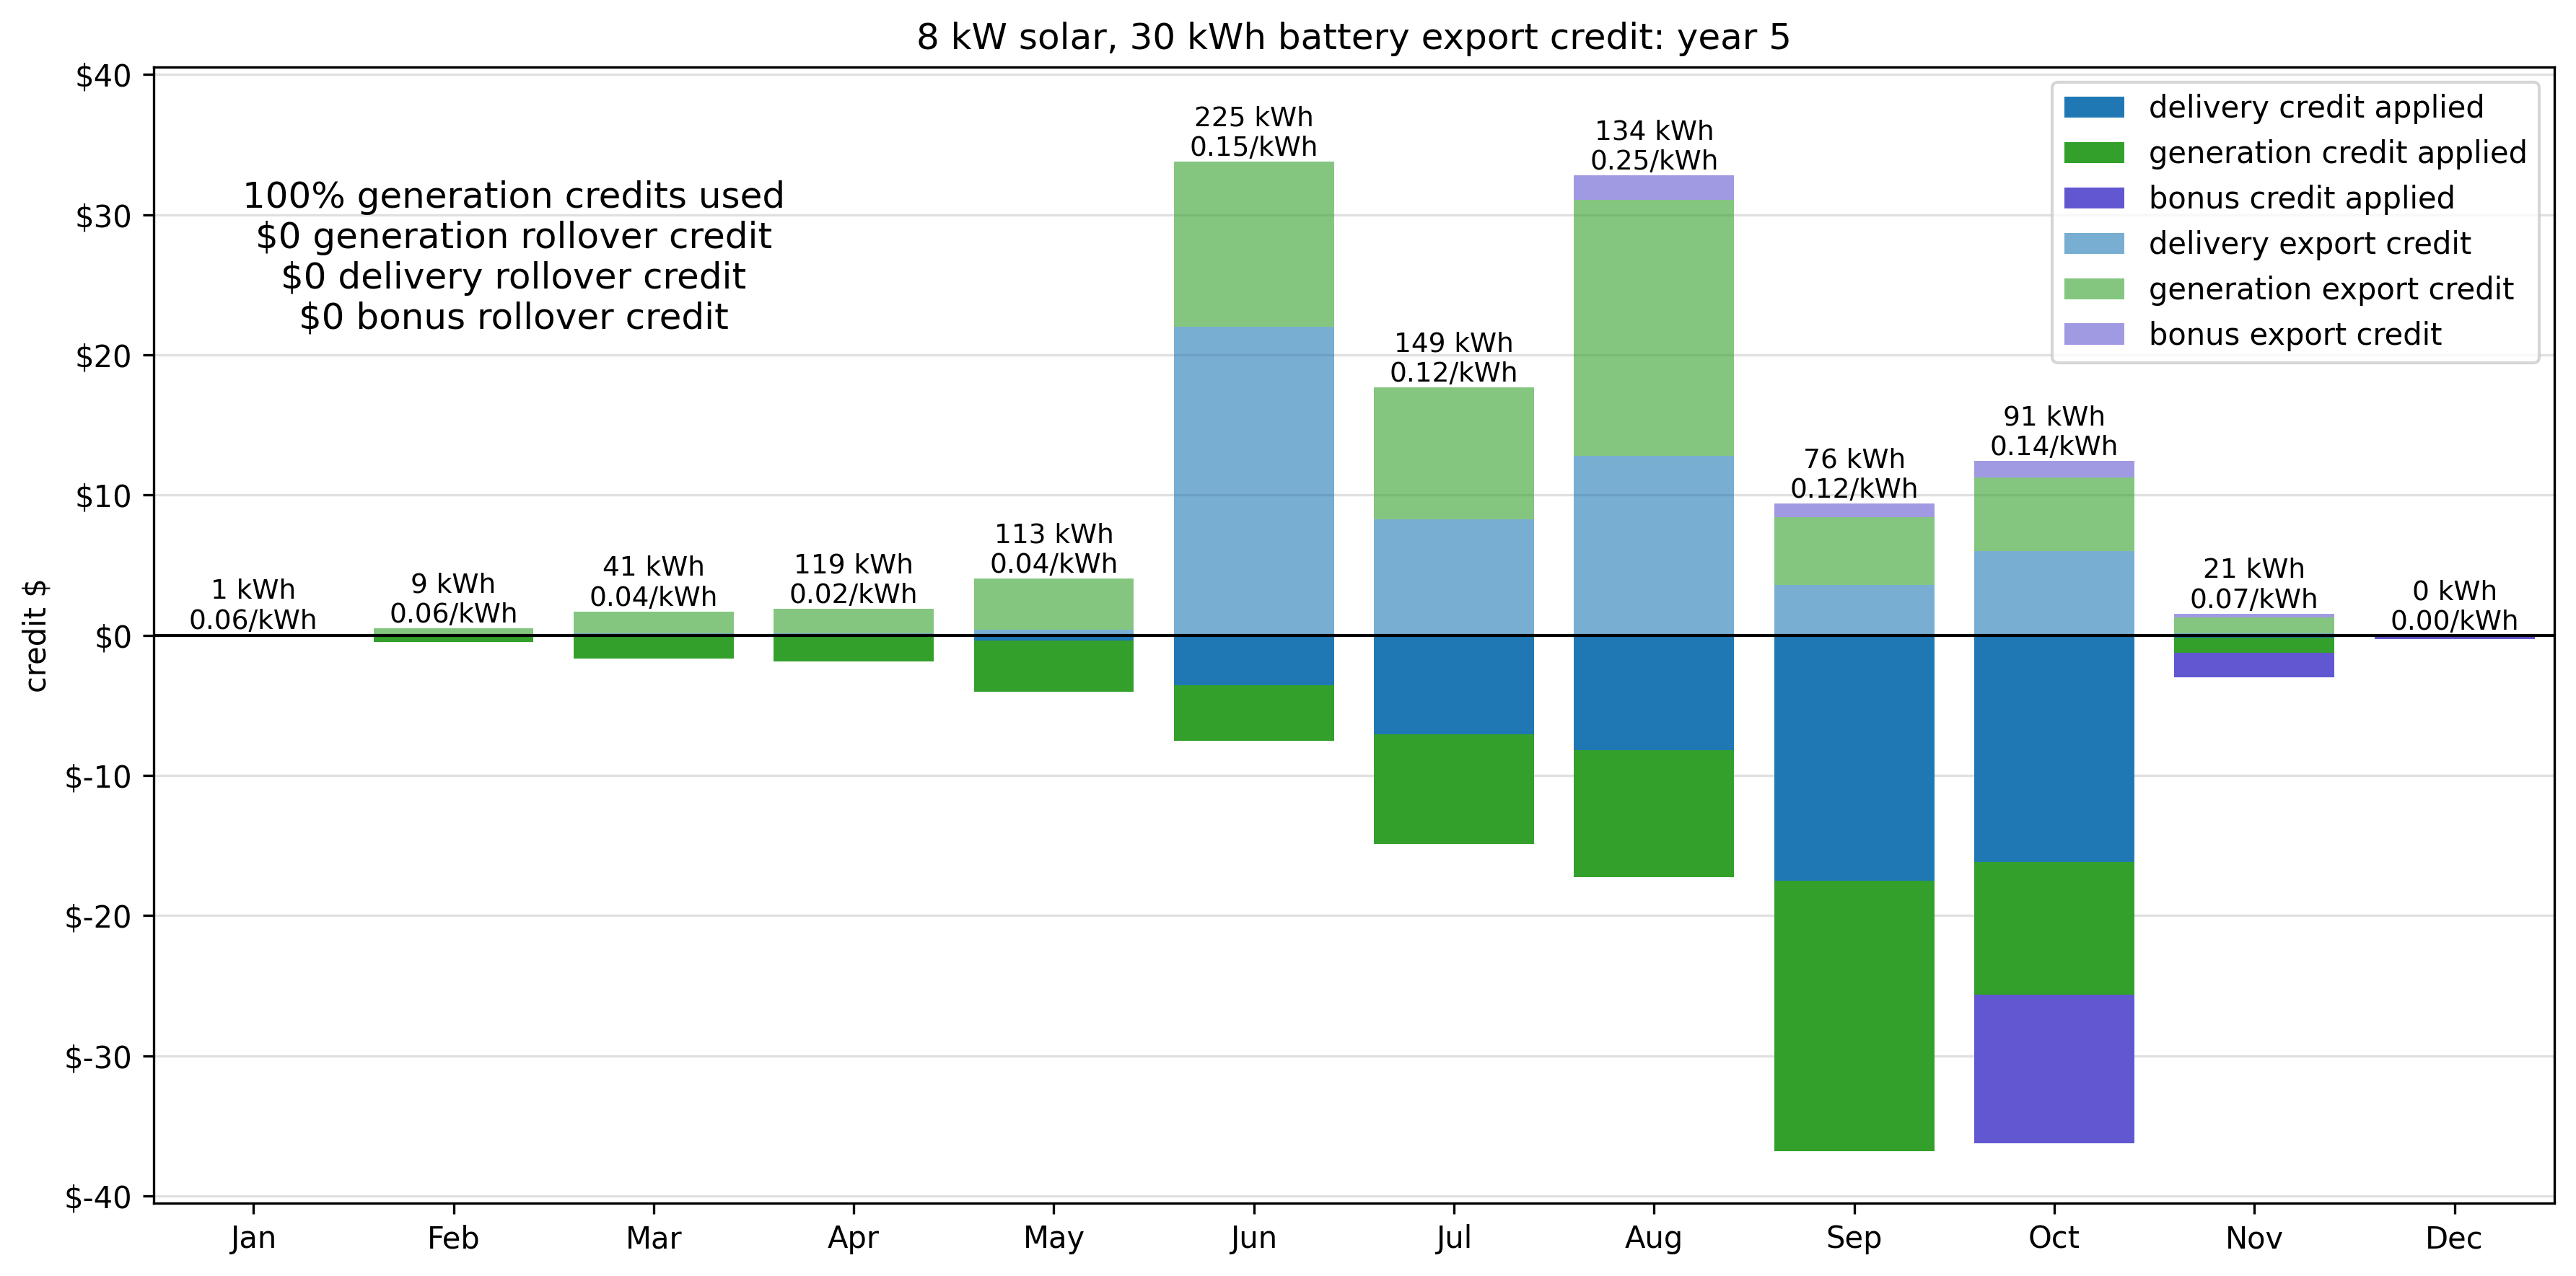 8 kW solar, 30 kWh battery export credit: year 5
credit $
$40
$30
$20
$10
$0
$-10
$-20
$-30
$-40
100% generation credits used
$0 generation rollover credit
$0 delivery rollover credit
$0 bonus rollover credit
1 kWh
0.06/kWh
9 kWh
0.06/kWh
41 kWh
0.04/kWh
119 kWh
0.02/kWh
113 kWh
0.04/kWh
225 kWh
0.15/kWh
149 kWh
0.12/kWh
134 kWh
0.25/kWh
76 kWh
0.12/kWh
91 kWh
0.14/kWh
21 kWh
0.07/kWh
0 kWh
0.00/kWh
delivery credit applied
generation credit applied
bonus credit applied
delivery export credit
generation export credit
bonus export credit
Jan
Feb
Mar
Apr
May
Jun
Jul
Aug
Sep
Oct
Nov
Dec